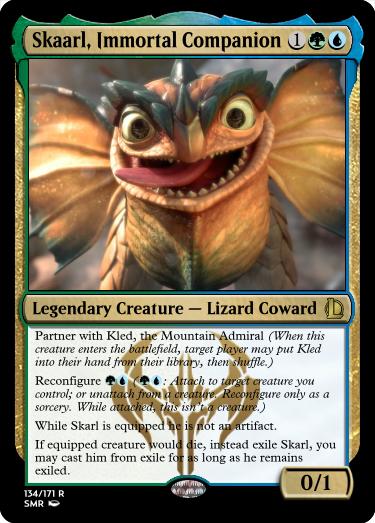 Skaarl, Immortal Companion 1
Legendary Creature — Lizard Coward
Partner with Kled, the Mountain Admiral (When this
creature enters the battlefield, target player may put Kled
into their hand from their library, then shuffle.)
Reconfigure (: Attach to target creature you
control; or unattach from a creature. Reconfigure only as a
sorcery. While attached, this isn't a creature.)
While Skarl is equipped he is not an artifact.
If equipped creature would die, instead exile Skarl, you
may cast him from exile for as long as he remains
exiled.
0/1
134/171 R
SMR